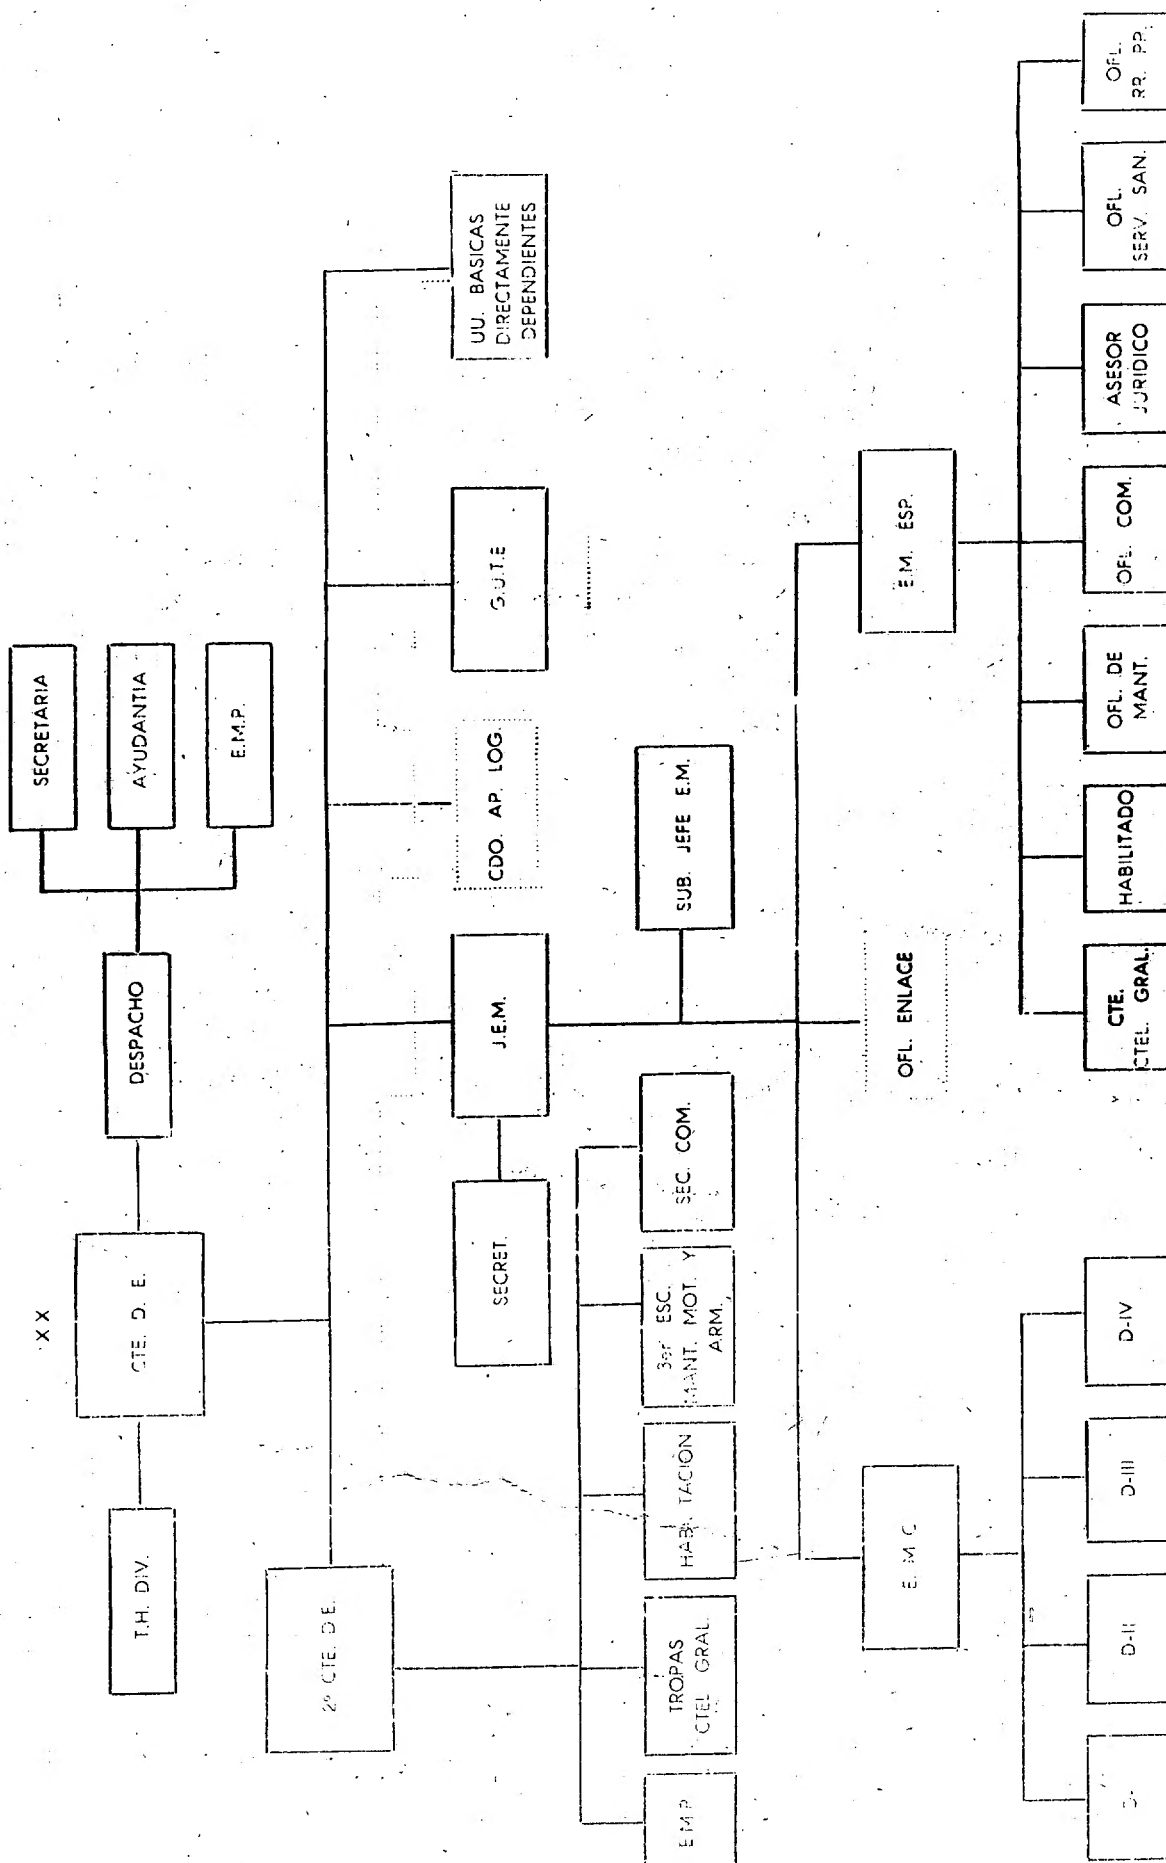 XX
T.H. DIV.
CTE. D. E.
DESPACHO
SECRETARIA
AYUDANTIA
E.M.P.
2º CTE. D E.
SECRET.
J.E.M.
CDO. AP. LOG.
G.U.T.E
UU. BASICAS
DIRECTAMENTE
DEPENDIENTES
E M P
TROPAS
CTEL GRAL.
HABI TACION
3er ESC.
MANT. MOT. Y
ARM.
SEC. COM.
SUB. JEFE E.M.
E. M C
OFL. ENLACE
E.M. ESP.
D-
D-II
D-III
D-IV
CTE.
CTEL. GRAL.
HABILITADO
OFL. DE
MANT.
OFL. COM.
ASESOR
JURIDICO
OFL.
SERV. SAN.
OFL.
RR. PP.